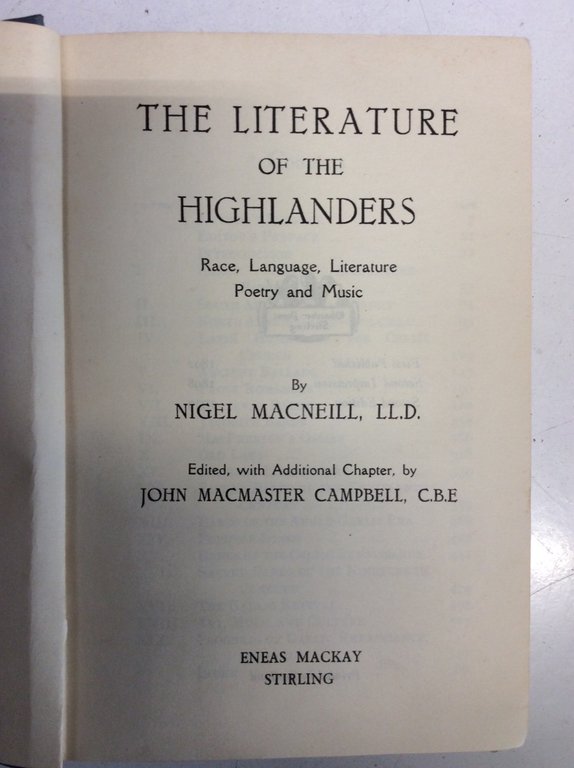 THE LITERATURE
OF THE
HIGHLANDERS
Race, Language, Literature
Poetry and Music
By
NIGEL MACNEILL, LL.D.
Edited, with Additional Chapter, by
JOHN MACMASTER CAMPBELL, C.B.E
ENEAS MACKAY
STIRLING